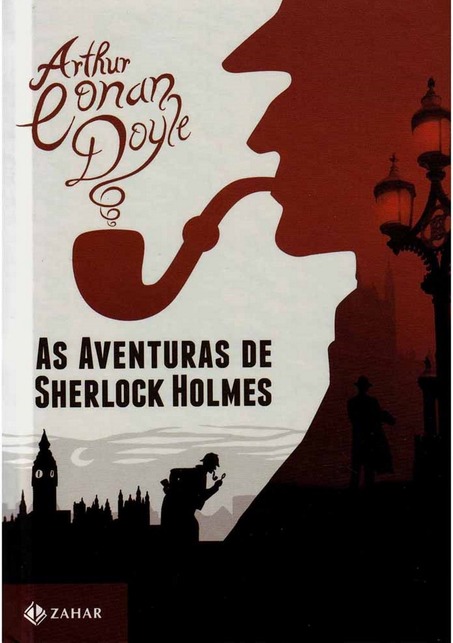 Arthur
Conan
Doyle
AS AVENTURAS DE
SHERLOCK HOLMES
ZAHAR